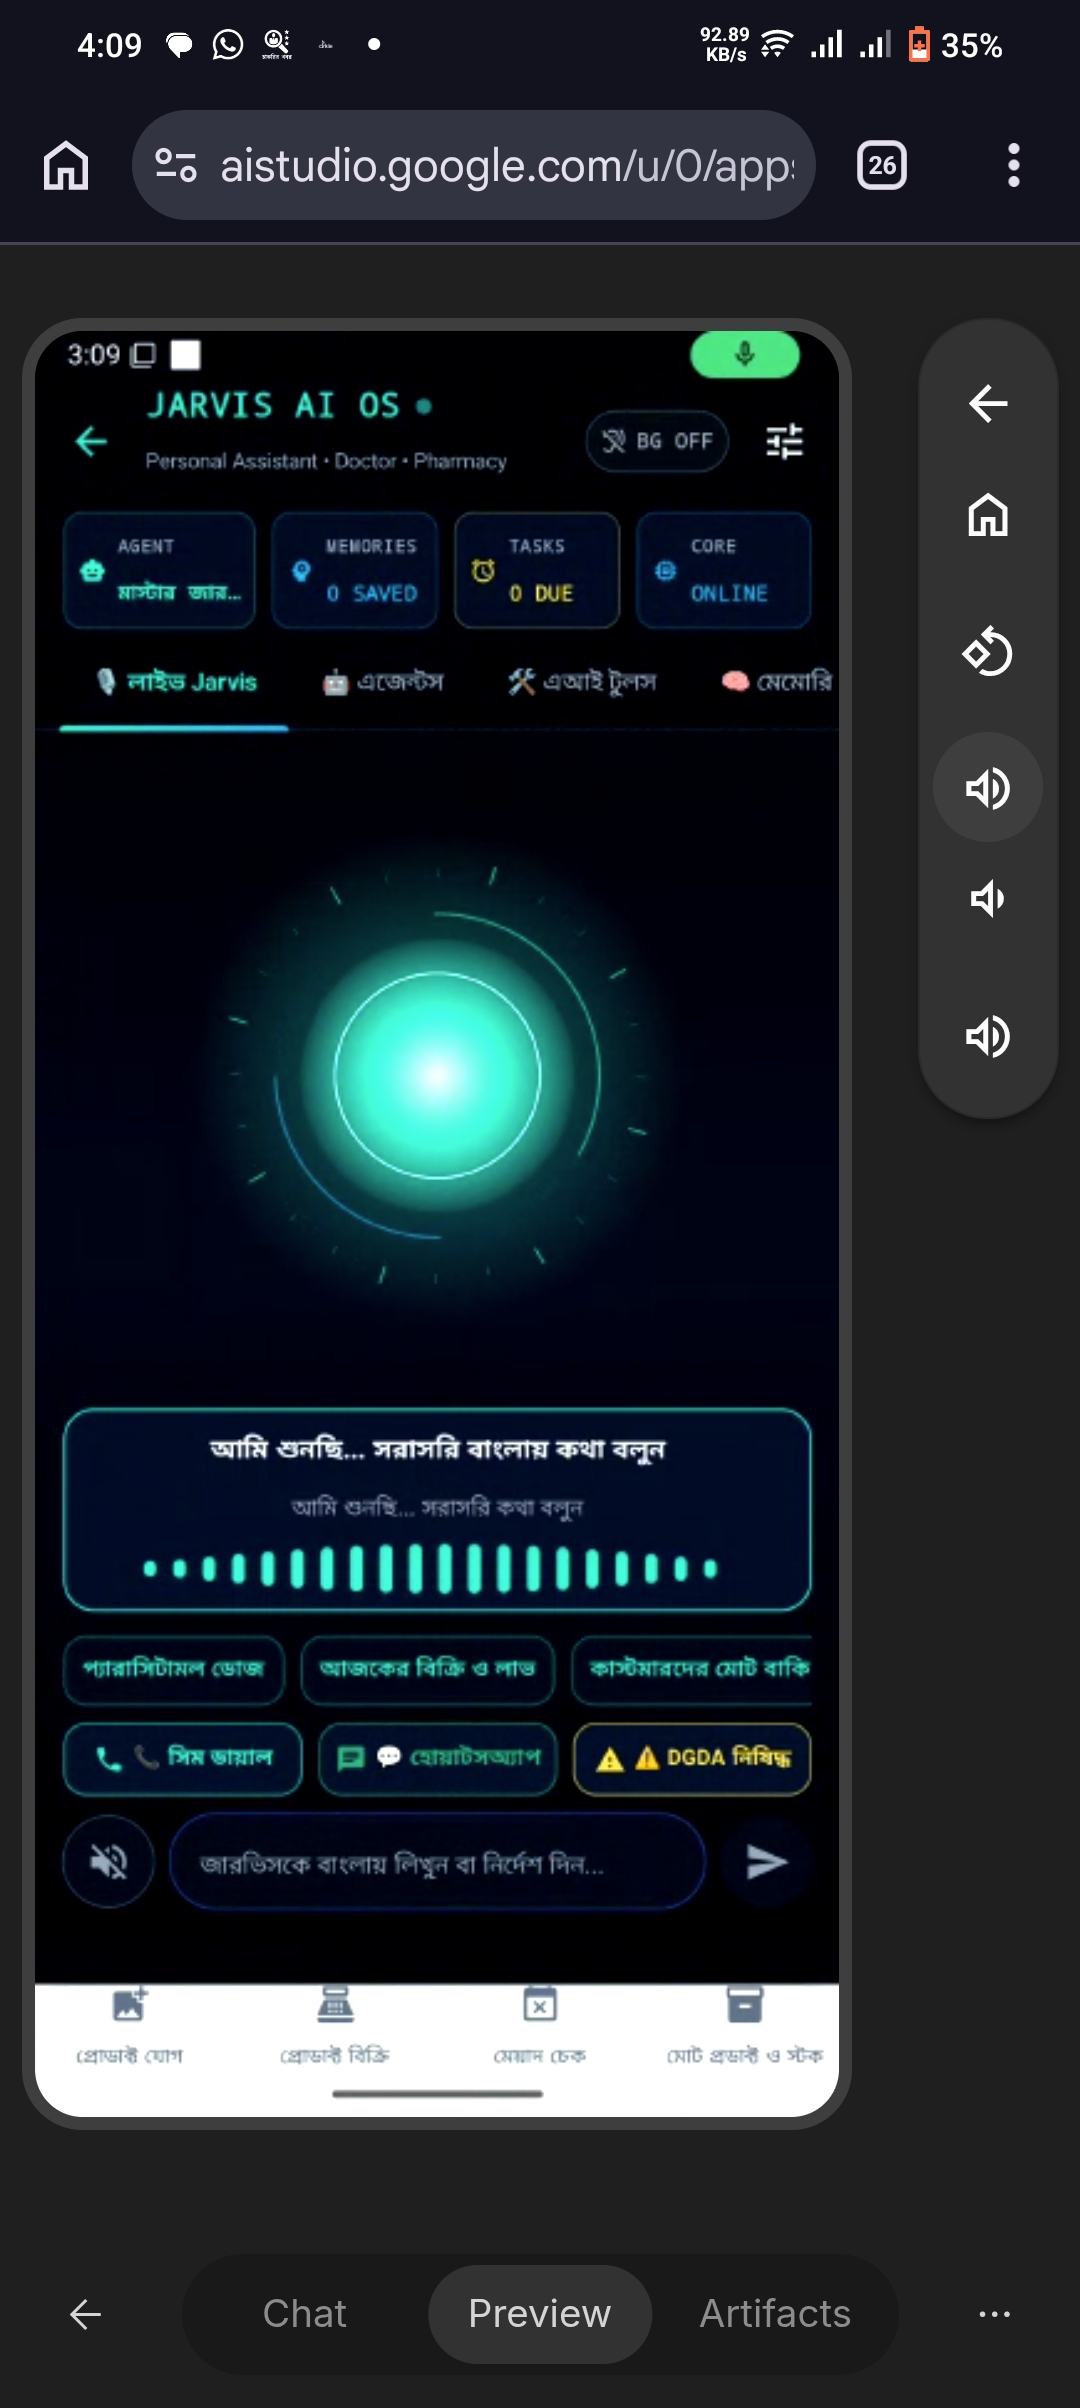 4:09
92.89 KB/s
35%
aistudio.google.com/u/0/apps
26
3:09
JARVIS AI OS
Personal Assistant • Doctor • Pharmacy
BG OFF
AGENT
মাস্টার জার...
MEMORIES
0 SAVED
TASKS
0 DUE
CORE
ONLINE
লাইভ Jarvis
এজেন্টস
এআই টুলস
মেমোরি
আমি শুনছি... সরাসরি বাংলায় কথা বলুন
আমি শুনছি... সরাসরি কথা বলুন
প্যারাসিটামল ডোজ
আজকের বিক্রি ও লাভ
কাস্টমারদের মোট বাকি
সিম ডায়াল
হোয়াটসঅ্যাপ
DGDA নিষিদ্ধ
জারভিসকে বাংলায় লিখুন বা নির্দেশ দিন...
প্রোডাক্ট যোগ
প্রোডাক্ট বিক্রি
মেয়াদ চেক
মোট প্রডাক্ট ও স্টক
Chat
Preview
Artifacts